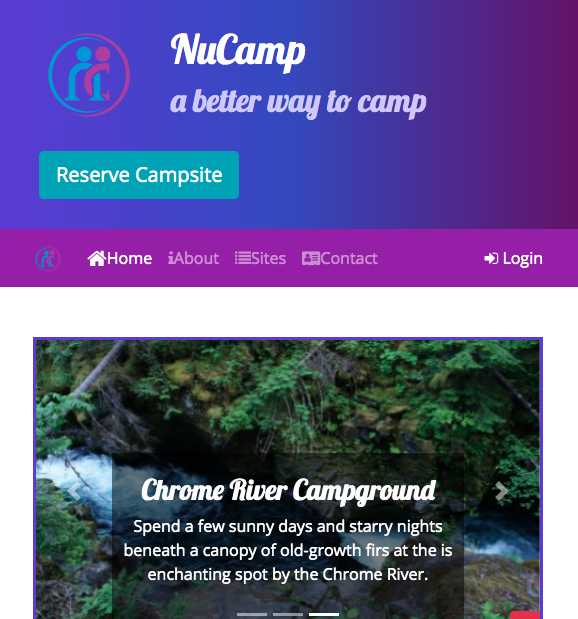 NuCamp
a better way to camp
Reserve Campsite
Home About Sites Contact Login
Chrome River Campground
Spend a few sunny days and starry nights
beneath a canopy of old-growth firs at the is
enchanting spot by the Chrome River.